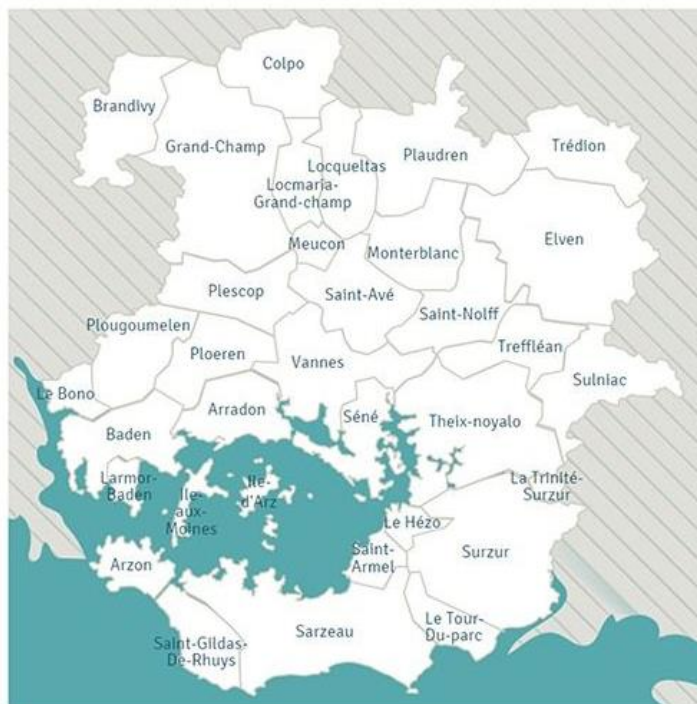 Colpo
Brandivy
Grand-Champ
Locqueltas
Plaudren
Trédion
Locmaria-
Grand-champ
Meucon
Monterblanc
Elven
Plescop
Saint-Avé
Saint-Nolff
Plougoumelen
Ploeren
Vannes
Treffléan
Sulniac
Le Bono
Arradon
Séné
Theix-noyalo
Baden
Larmor-
Baden
Ile-
aux-
Moines
Ile-
d'Arz
La Trinité-
Surzur
Le Hézo
Saint-
Armel
Surzur
Arzon
Le Tour-
Du-parc
Sarzeau
Saint-Gildas-
De-Rhuys